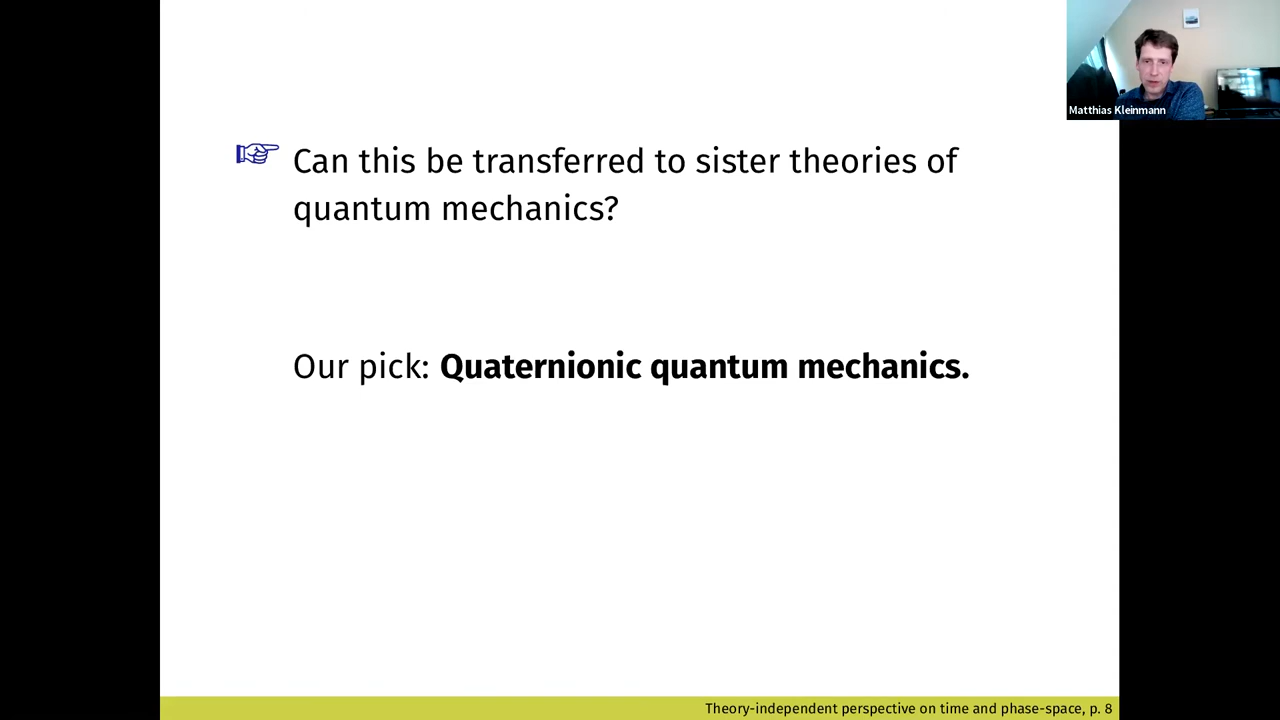 Matthias Kleinmann
Can this be transferred to sister theories of
quantum mechanics?
Our pick: Quaternionic quantum mechanics.
Theory-independent perspective on time and phase-space, p. 8